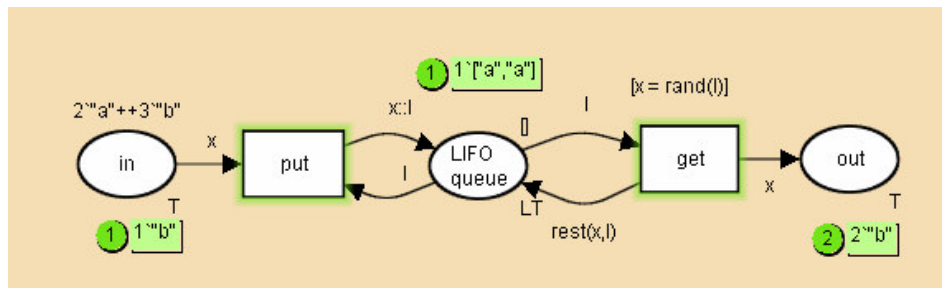 1 1`["a","a"]
[x = rand(l)]
2`"a"++3`"b"
x::l
l
[]
x
in
put
LIFO
queue
get
out
l
x
T
LT
T
rest(x,l)
1 1`"b"
2 2`"b"